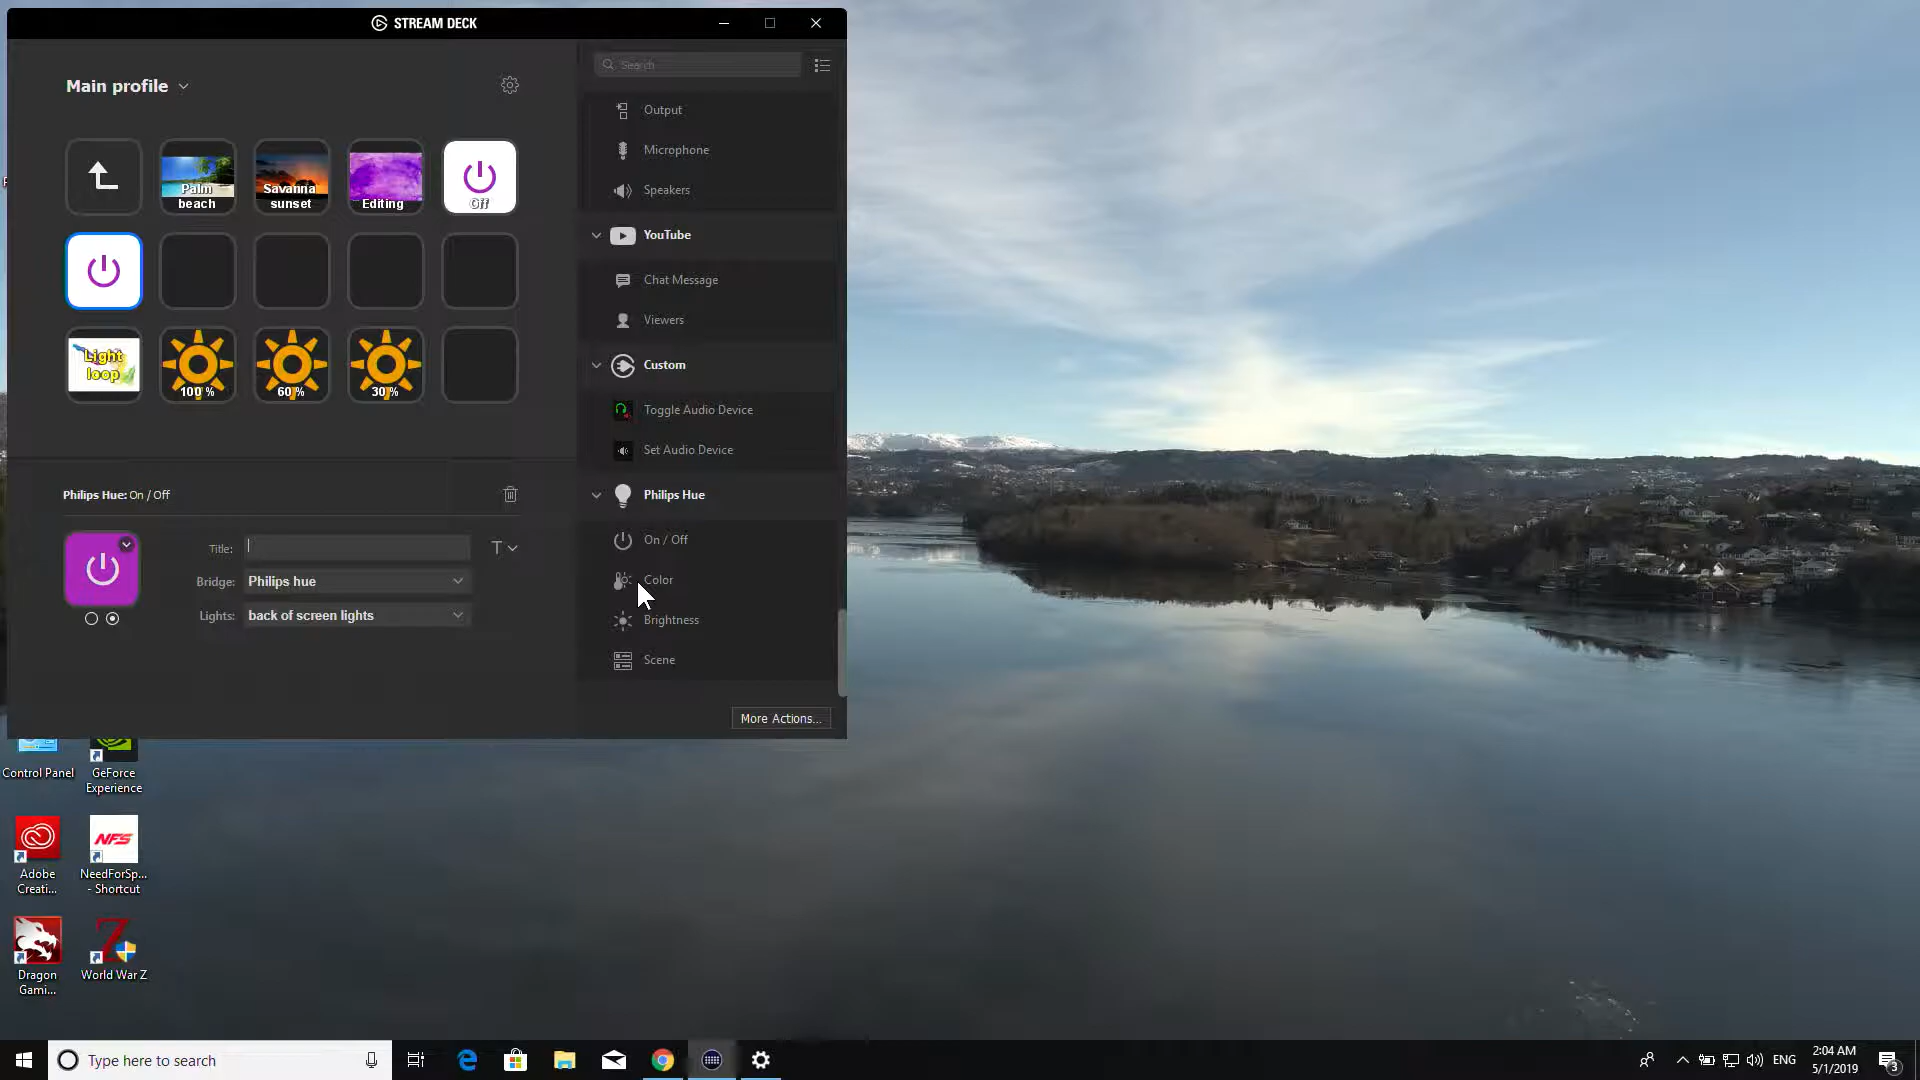 STREAM DECK
Main profile
Search
Output
Microphone
Speakers
YouTube
Chat Message
Viewers
Custom
Toggle Audio Device
Set Audio Device
Philips Hue
On / Off
Color
Brightness
Scene
More Actions...
Palm
beach
Savanna
sunset
Editing
Off
Light
loop
100 %
60 %
30 %
Philips Hue: On / Off
Title:
T
Bridge: Philips hue
Lights: back of screen lights
Control Panel
GeForce
Experience
Adobe
Creati...
NFS
NeedForSp...
- Shortcut
Dragon
Gami...
World War Z
Type here to search
ENG
2:04 AM
5/1/2019
3